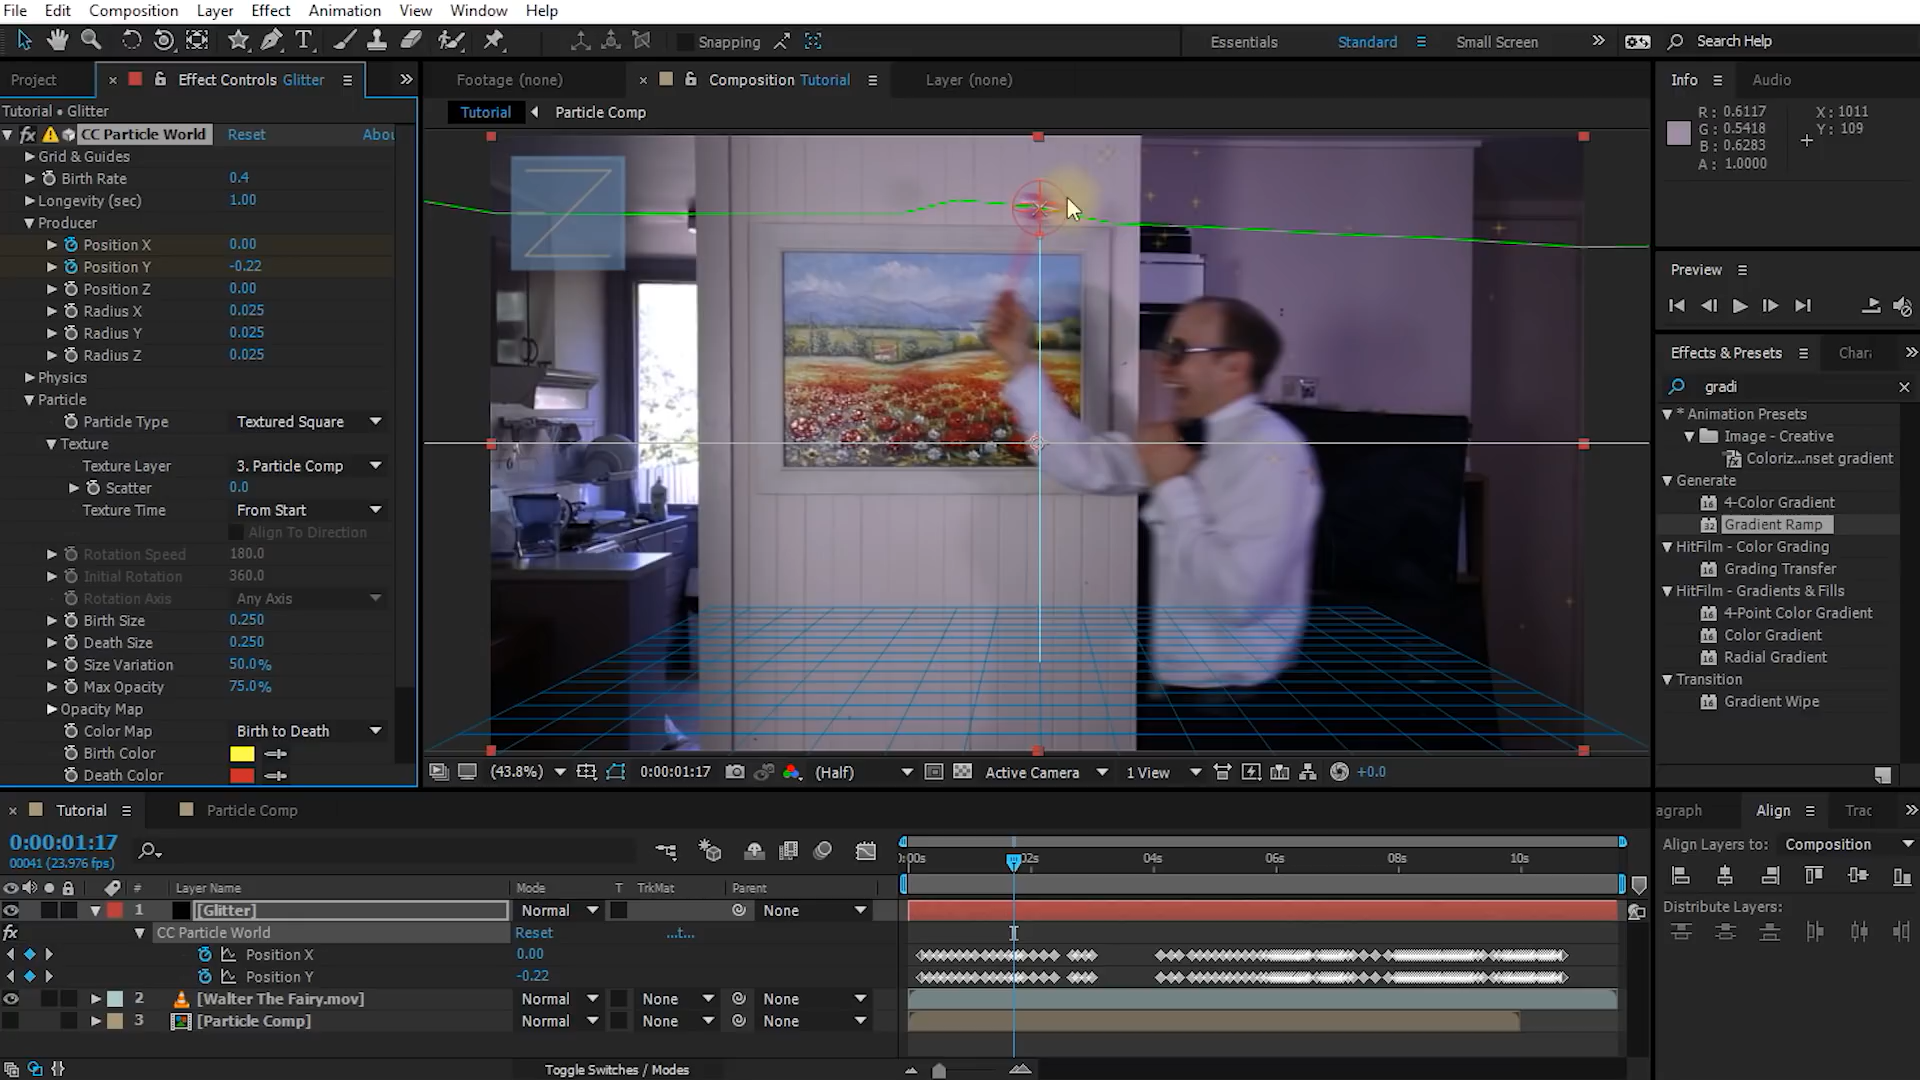 File Edit Composition Layer Effect Animation View Window Help
Snapping
Essentials Standard Small Screen Search Help
Project Effect Controls Glitter
Footage (none) Composition Tutorial Layer (none)
Info Audio
Tutorial • Glitter
Tutorial Particle Comp
R: 0.6117 X: 1011
G: 0.5418 Y: 109
B: 0.6283
A: 1.0000
fx CC Particle World Reset Abou
Grid & Guides
Birth Rate 0.4
Longevity (sec) 1.00
Producer
Position X 0.00
Position Y -0.22
Position Z 0.00
Radius X 0.025
Radius Y 0.025
Radius Z 0.025
Physics
Particle
Particle Type Textured Square
Texture
Texture Layer 3. Particle Comp
Scatter 0.0
Texture Time From Start
Align To Direction
Rotation Speed 180.0
Initial Rotation 360.0
Rotation Axis Any Axis
Birth Size 0.250
Death Size 0.250
Size Variation 50.0%
Max Opacity 75.0%
Opacity Map
Color Map Birth to Death
Birth Color
Death Color
Z
(43.8%) 0:00:01:17 (Half) Active Camera 1 View +0.0
Preview
Effects & Presets Chara
gradi
* Animation Presets
Image - Creative
Coloriz...nset gradient
Generate
4-Color Gradient
Gradient Ramp
HitFilm - Color Grading
Grading Transfer
HitFilm - Gradients & Fills
4-Point Color Gradient
Color Gradient
Radial Gradient
Transition
Gradient Wipe
Tutorial Particle Comp
0:00:01:17
00041 (23.976 fps)
:00s 02s 04s 06s 08s 10s
# Layer Name Mode T TrkMat Parent
1 [Glitter] Normal None
fx CC Particle World Reset ...t...
Position X 0.00
Position Y -0.22
2 [Walter The Fairy.mov] Normal None None
3 [Particle Comp] Normal None None
Toggle Switches / Modes
aragraph Align Trac
Align Layers to: Composition
Distribute Layers: